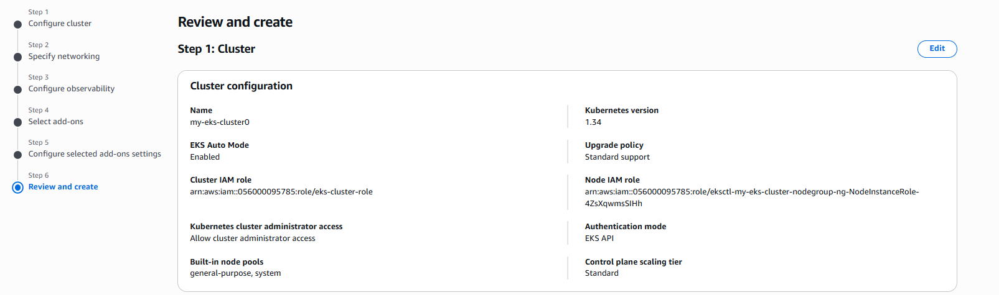 Step 1
Configure cluster
Step 2
Specify networking
Step 3
Configure observability
Step 4
Select add-ons
Step 5
Configure selected add-ons settings
Step 6
Review and create
Review and create
Step 1: Cluster
Edit
Cluster configuration
Name
my-eks-cluster0
Kubernetes version
1.34
EKS Auto Mode
Enabled
Upgrade policy
Standard support
Cluster IAM role
arn:aws:iam::056000095785:role/eks-cluster-role
Node IAM role
arn:aws:iam::056000095785:role/eksctl-my-eks-cluster-nodegroup-ng-NodeInstanceRole-
4ZsXqwmsSIHh
Kubernetes cluster administrator access
Allow cluster administrator access
Authentication mode
EKS API
Built-in node pools
general-purpose, system
Control plane scaling tier
Standard